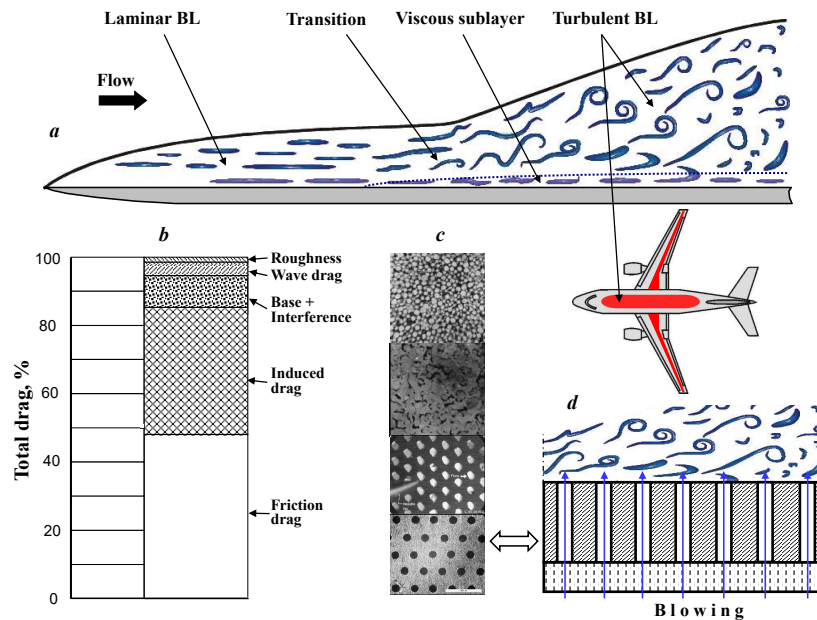 Laminar BL
Transition
Viscous sublayer
Turbulent BL
Flow
a
b
c
100
80
60
40
20
0
Total drag, %
Roughness
Wave drag
Base +
Interference
Induced
drag
Friction
drag
d
Blowing